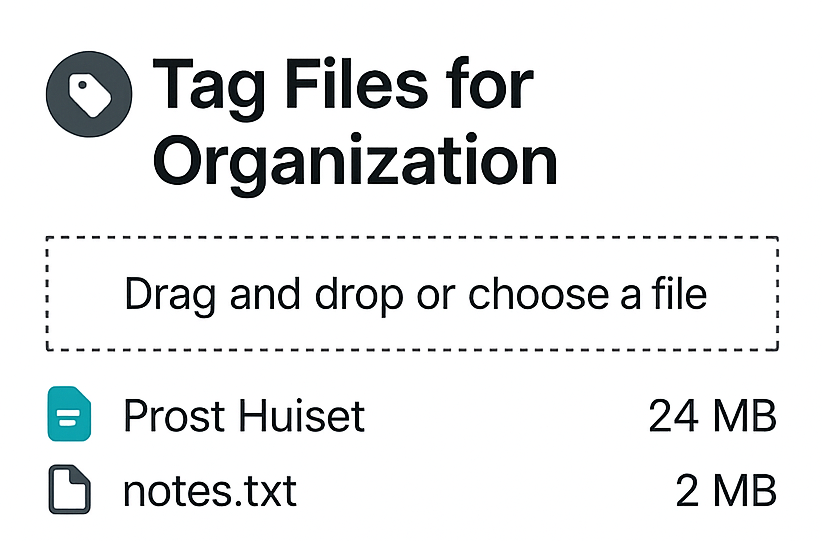 Tag Files for
Organization
Drag and drop or choose a file
Prost Huiset 24 MB
notes.txt 2 MB